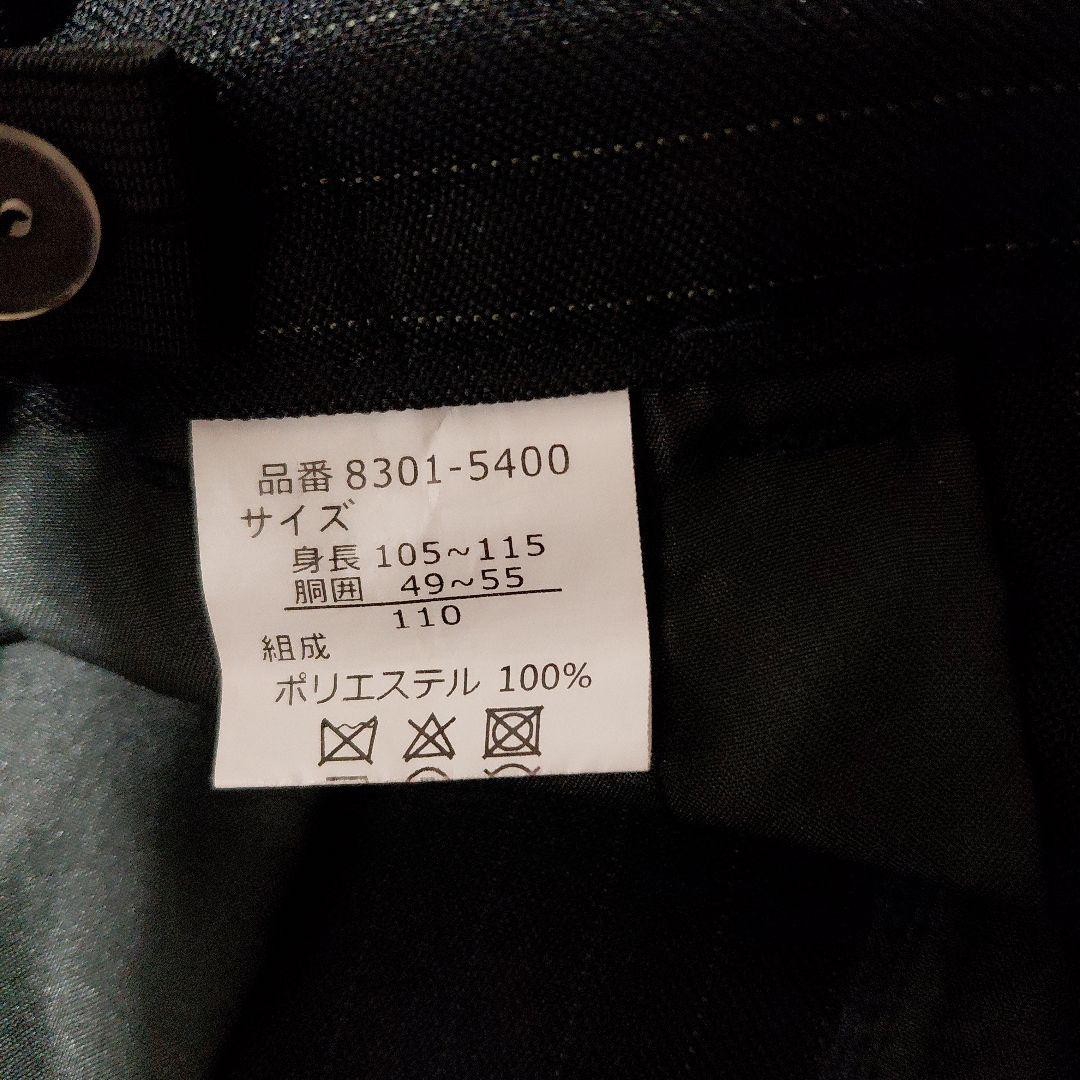 品番 8301-5400
サイズ
身長 105~115
胴囲 49~55
110
組成
ポリエステル 100%